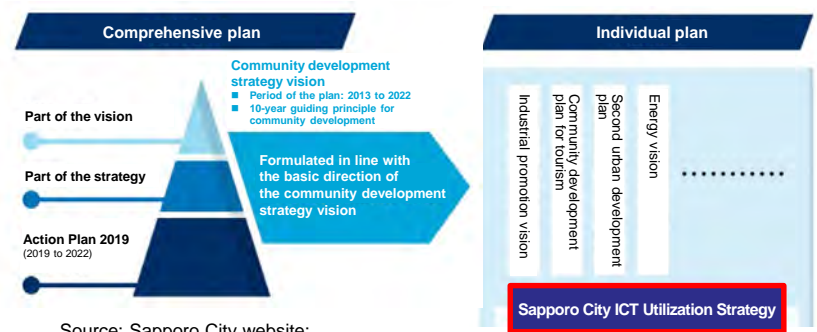 Comprehensive plan
Individual plan
Community development
strategy vision
■ Period of the plan: 2013 to 2022
■ 10-year guiding principle for
community development
Part of the vision
Part of the strategy
Action Plan 2019
(2019 to 2022)
Formulated in line with
the basic direction of
the community development
strategy vision
Industrial promotion vision
Community development
plan for tourism
Second urban development
plan
Energy vision
...........
Sapporo City ICT Utilization Strategy
Source: Sapporo City website;